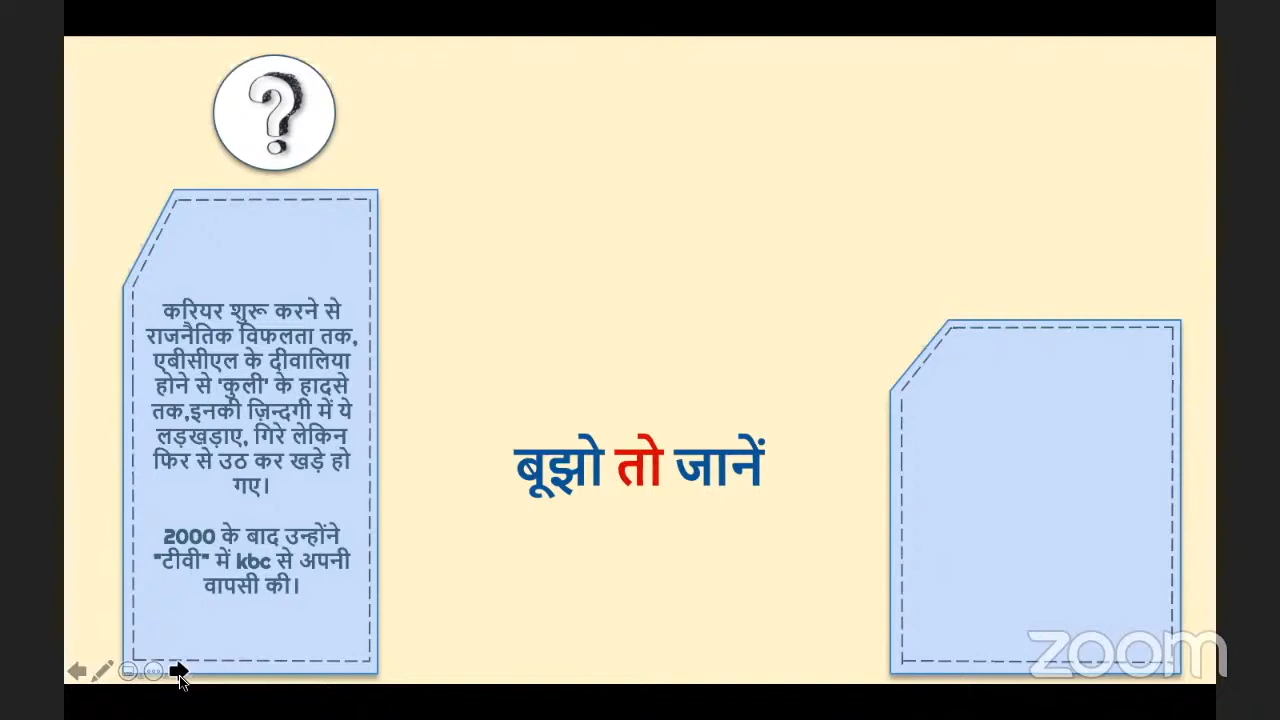 ?
करियर शुरू करने से
राजनैतिक विफलता तक,
एबीसीएल के दीवालिया
होने से 'कुली' के हादसे
तक,इनकी ज़िन्दगी में ये
लड़खड़ाए, गिरे लेकिन
फिर से उठ कर खड़े हो
गए।
2000 के बाद उन्होंने
"टीवी" में kbc से अपनी
वापसी की।
बूझो तो जानें
zoom